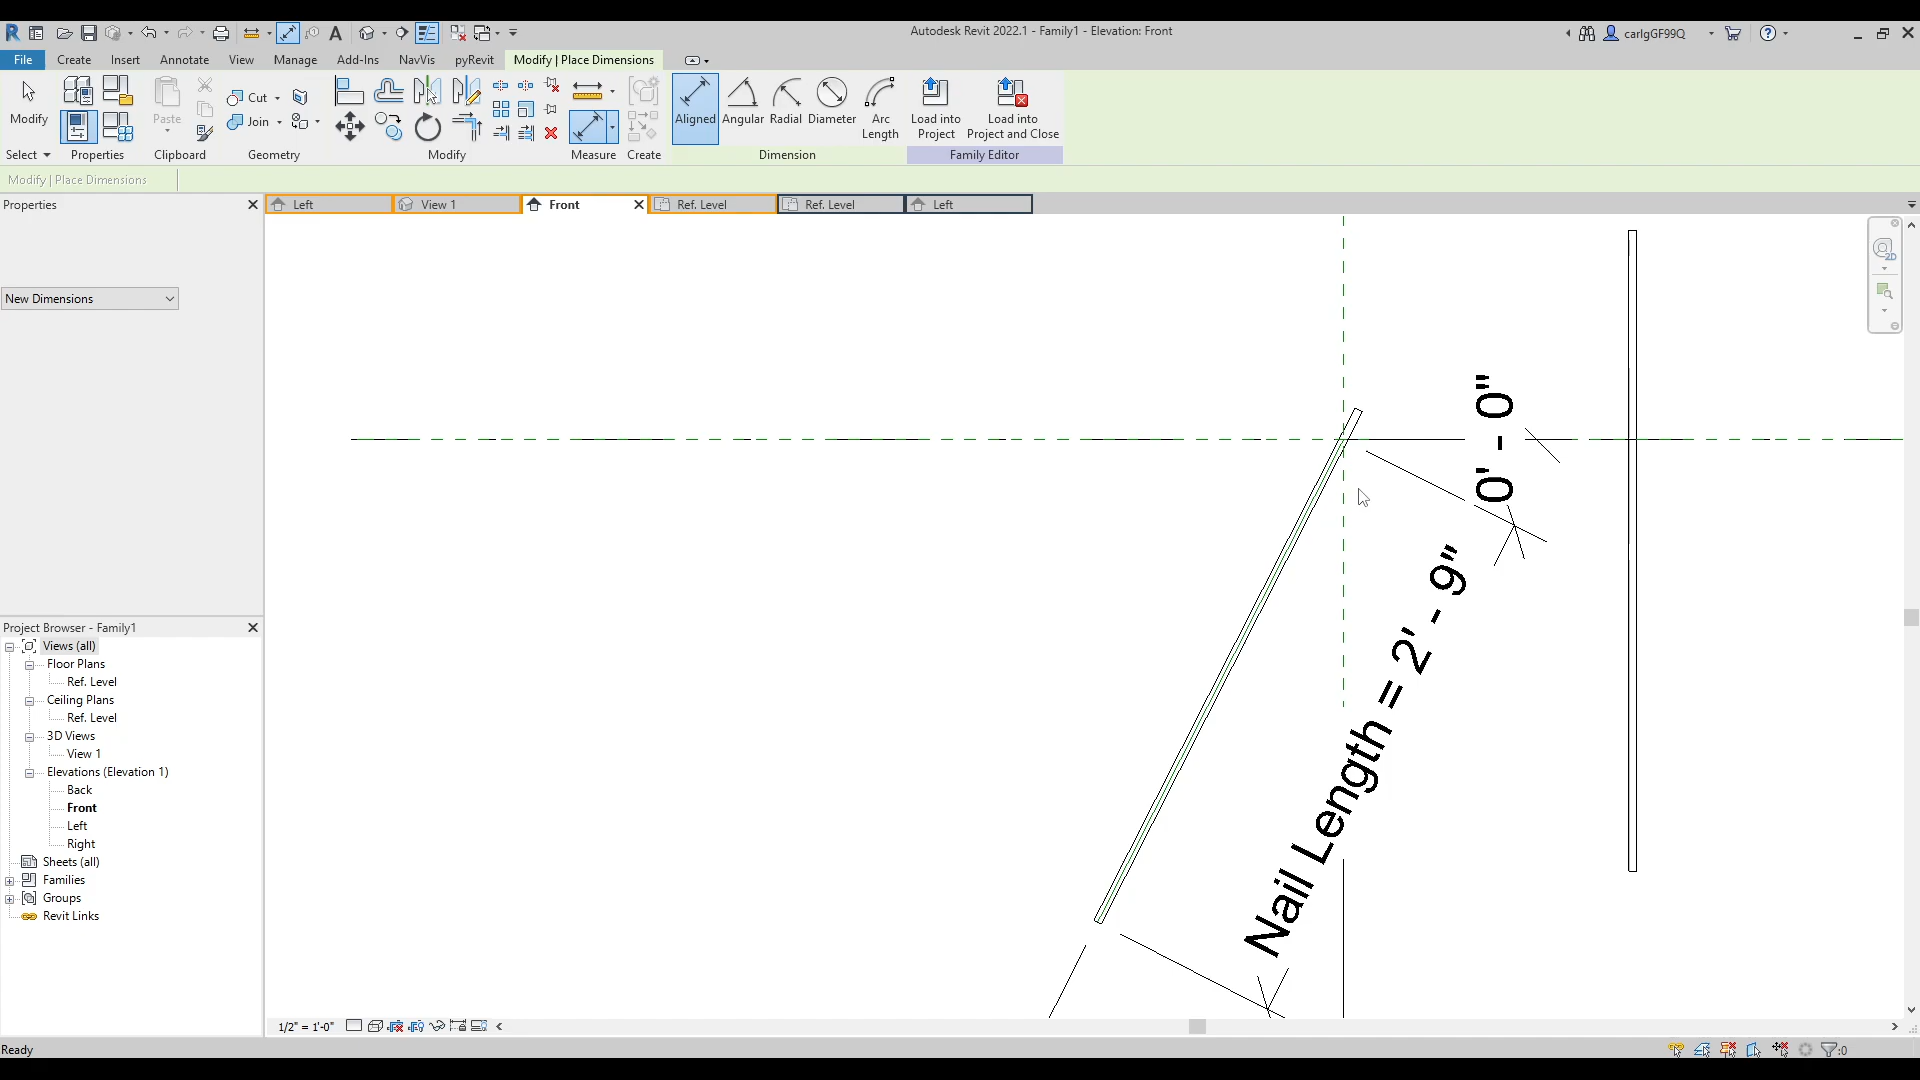 Autodesk Revit 2022.1 - Family1 - Elevation: Front
carlgGF99Q
File Create Insert Annotate View Manage Add-Ins NavVis pyRevit Modify | Place Dimensions
Modify
Paste
Cut
Join
Aligned Angular Radial Diameter Arc Length
Load into Project
Load into Project and Close
Select Properties Clipboard Geometry Modify Measure Create Dimension Family Editor
Modify | Place Dimensions
Properties
Left View 1 Front Ref. Level Ref. Level Left
2D
New Dimensions
0' - 0"
Nail Length = 2' - 9"
Project Browser - Family1
Views (all)
Floor Plans
Ref. Level
Ceiling Plans
Ref. Level
3D Views
View 1
Elevations (Elevation 1)
Back
Front
Left
Right
Sheets (all)
Families
Groups
Revit Links
1/2" = 1'-0"
Ready
:0